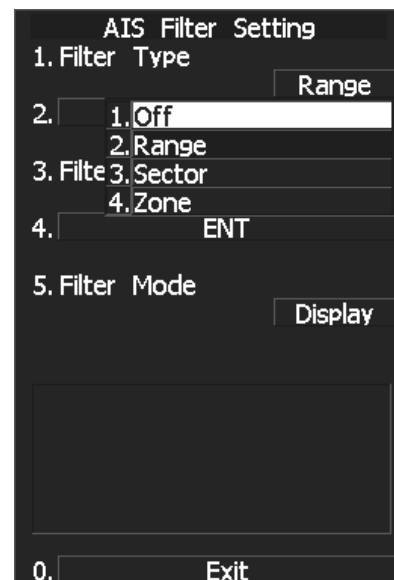 AIS Filter Setting
1. Filter Type
Range
2.
1. Off
2. Range
3. Filte
3. Sector
4. Zone
4. ENT
5. Filter Mode
Display
0. Exit